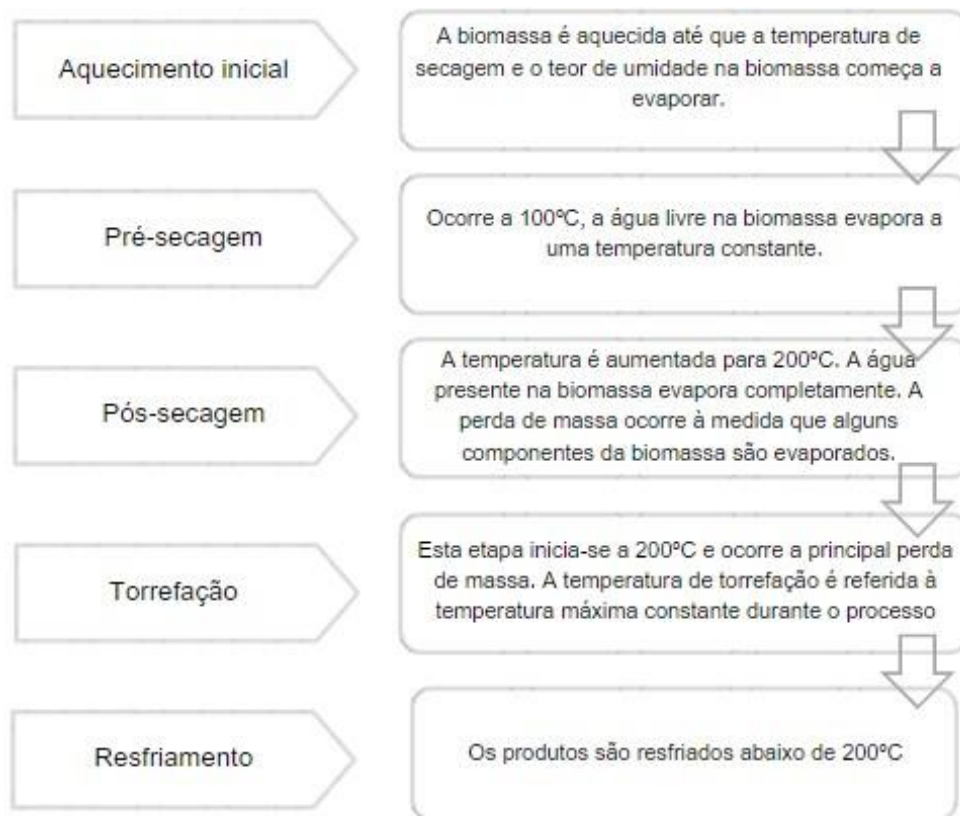 Aquecimento inicial
A biomassa é aquecida até que a temperatura de
secagem e o teor de umidade na biomassa começa a
evaporar.
Pré-secagem
Ocorre a 100ºC, a água livre na biomassa evapora a
uma temperatura constante.
Pós-secagem
A temperatura é aumentada para 200ºC. A água
presente na biomassa evapora completamente. A
perda de massa ocorre à medida que alguns
componentes da biomassa são evaporados.
Torrefação
Esta etapa inicia-se a 200ºC e ocorre a principal perda
de massa. A temperatura de torrefação é referida à
temperatura máxima constante durante o processo
Resfriamento
Os produtos são resfriados abaixo de 200ºC